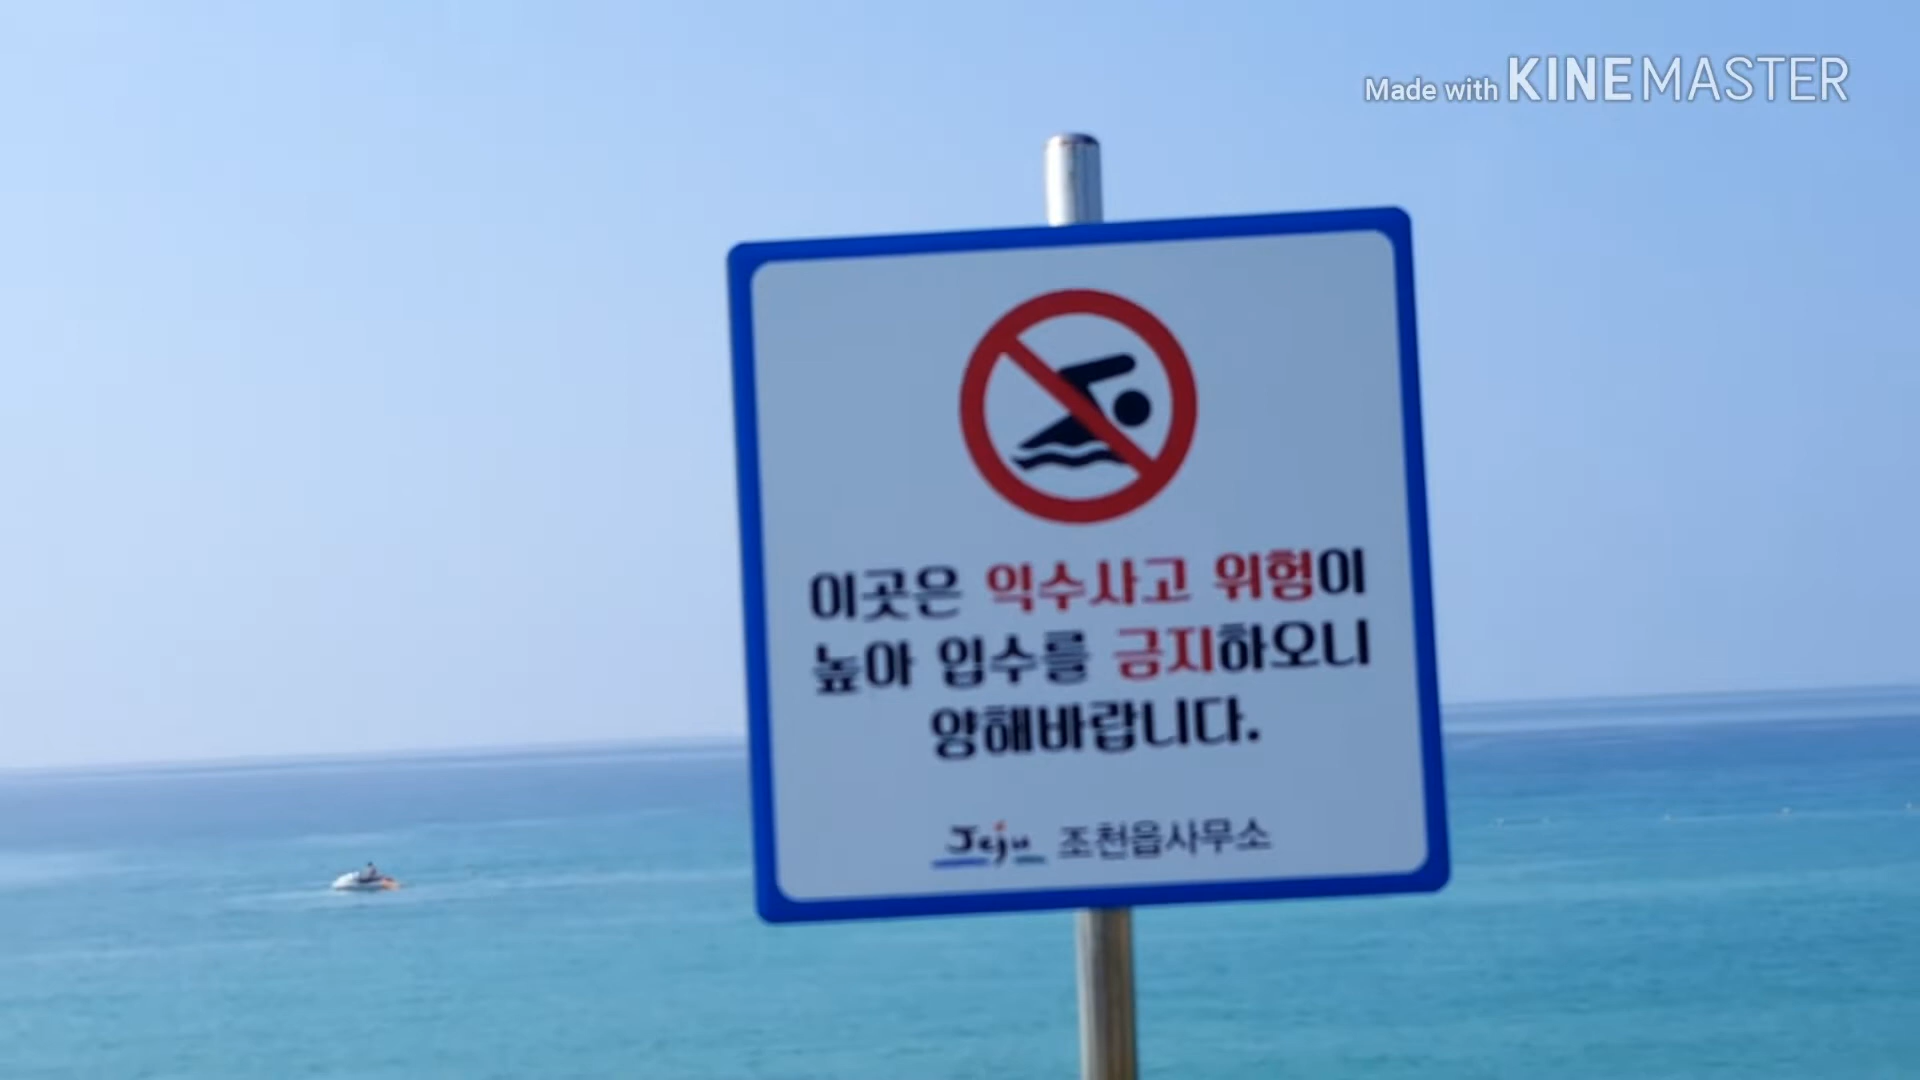 Made with KINEMASTER
이곳은 익수사고 위험이
높아 입수를 금지하오니
양해바랍니다.
Jeju 조천읍사무소